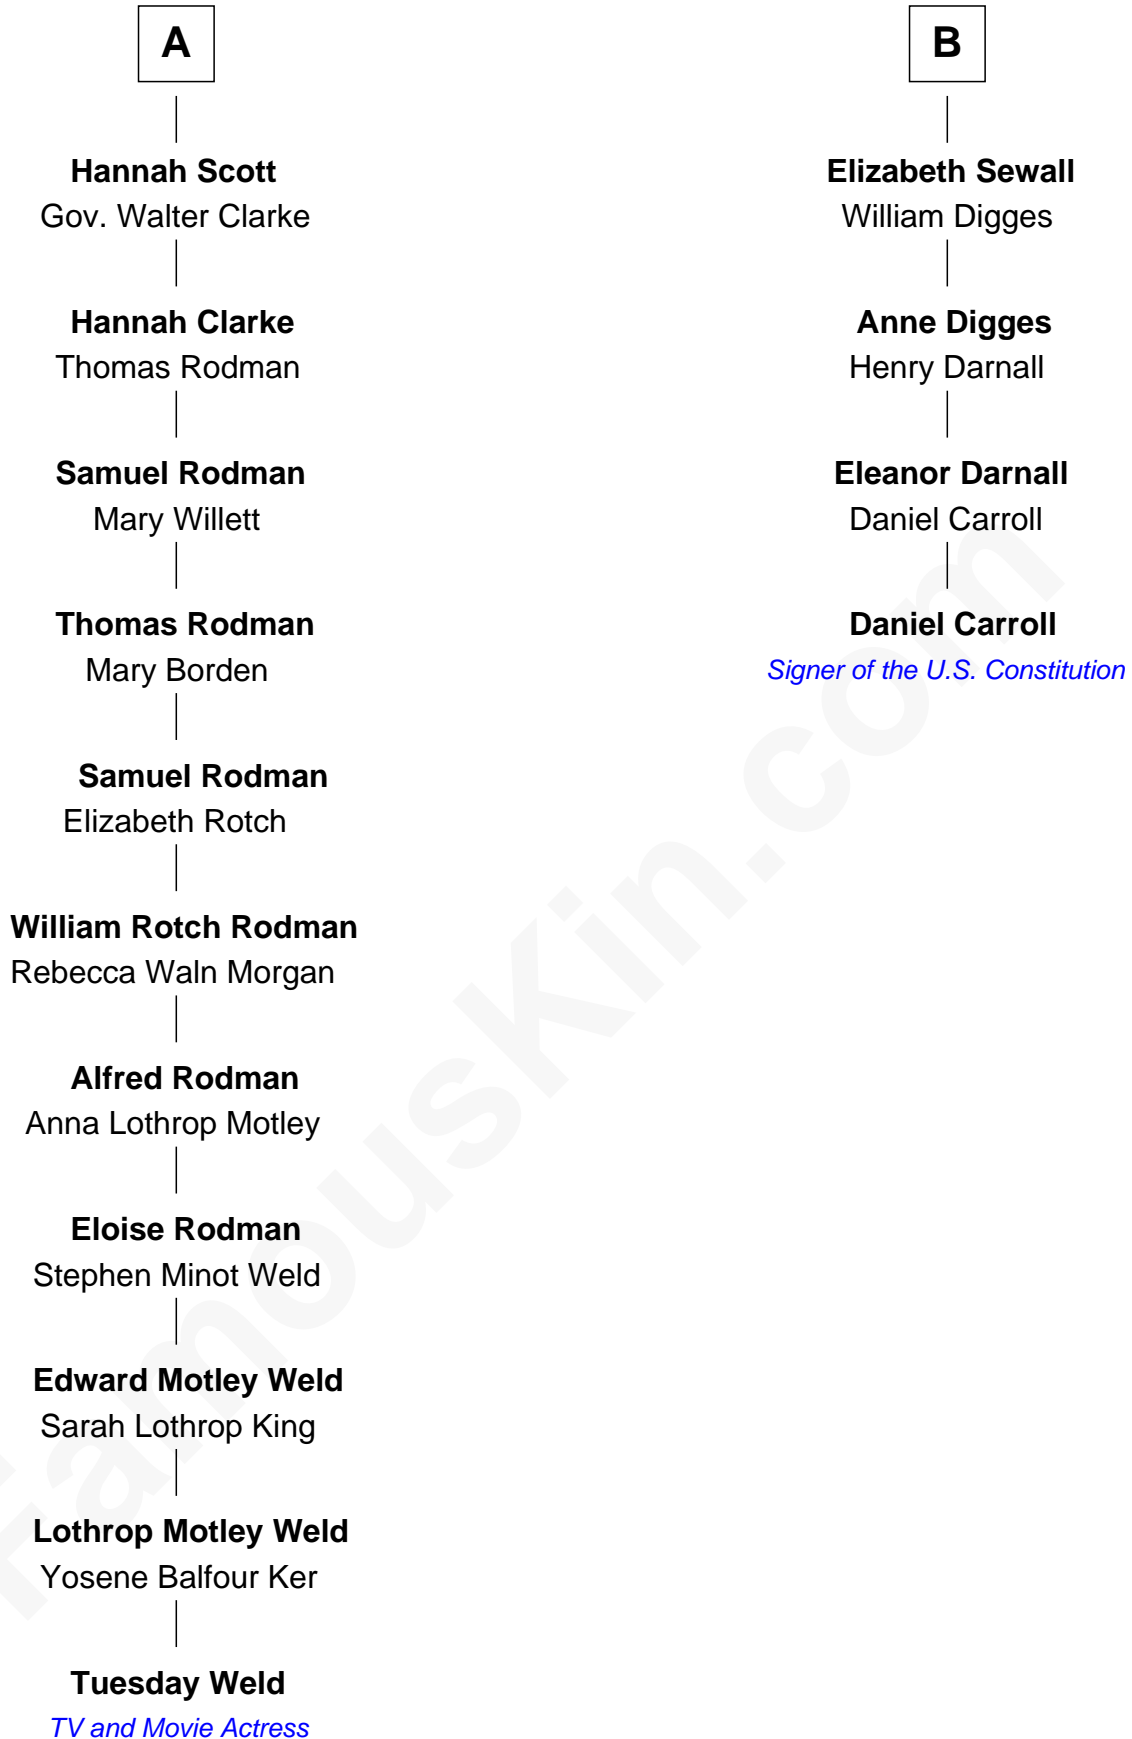 A
Hannah Scott
Gov. Walter Clarke
Hannah Clarke
Thomas Rodman
Samuel Rodman
Mary Willett
Thomas Rodman
Mary Borden
Samuel Rodman
Elizabeth Rotch
William Rotch Rodman
Rebecca Waln Morgan
Alfred Rodman
Anna Lothrop Motley
Eloise Rodman
Stephen Minot Weld
Edward Motley Weld
Sarah Lothrop King
Lothrop Motley Weld
Yosene Balfour Ker
Tuesday Weld
TV and Movie Actress
B
Elizabeth Sewall
William Digges
Anne Digges
Henry Darnall
Eleanor Darnall
Daniel Carroll
Daniel Carroll
Signer of the U.S. Constitution
FamousKin.com